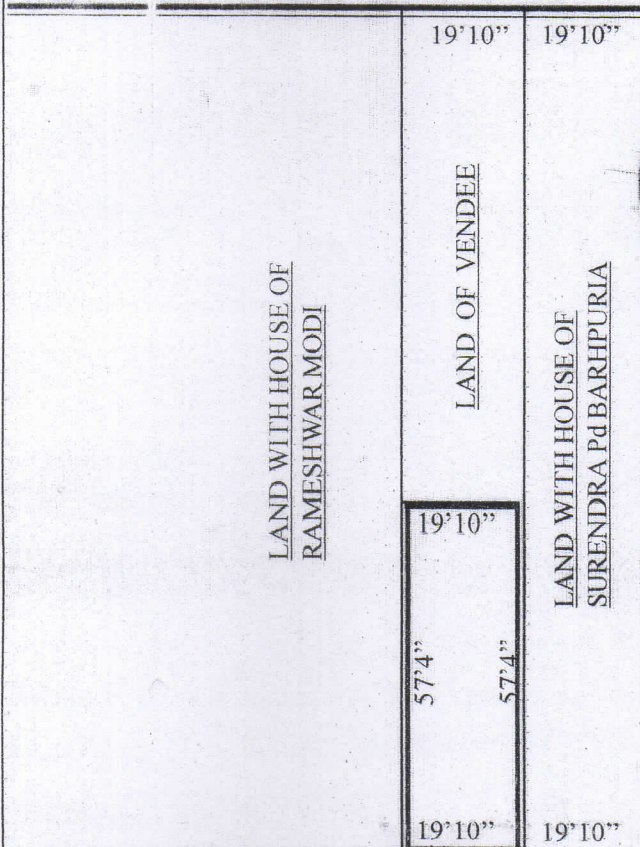 19'10" 19'10"
LAND OF VENDEE
LAND WITH HOUSE OF
RAMESHWAR MODI
LAND WITH HOUSE OF
SURENDRA Pd BARHPURIA
19'10"
57'4" 57'4"
19'10" 19'10"